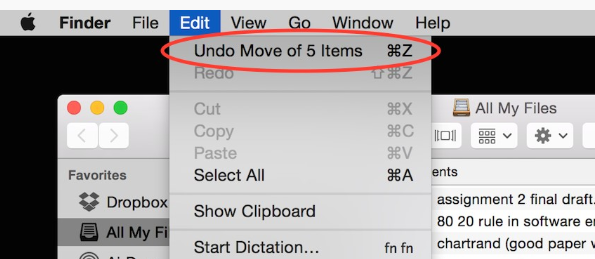 Finder File Edit View Go Window Help
Undo Move of 5 Items ⌘Z
Redo ⇧⌘Z
Cut ⌘X
Copy ⌘C
Paste ⌘V
Select All ⌘A
Show Clipboard
Start Dictation... fn fn
All My Files
Favorites
Dropbox
All My Fi
ents
assignment 2 final draft.
80 20 rule in software e
chartrand (good paper